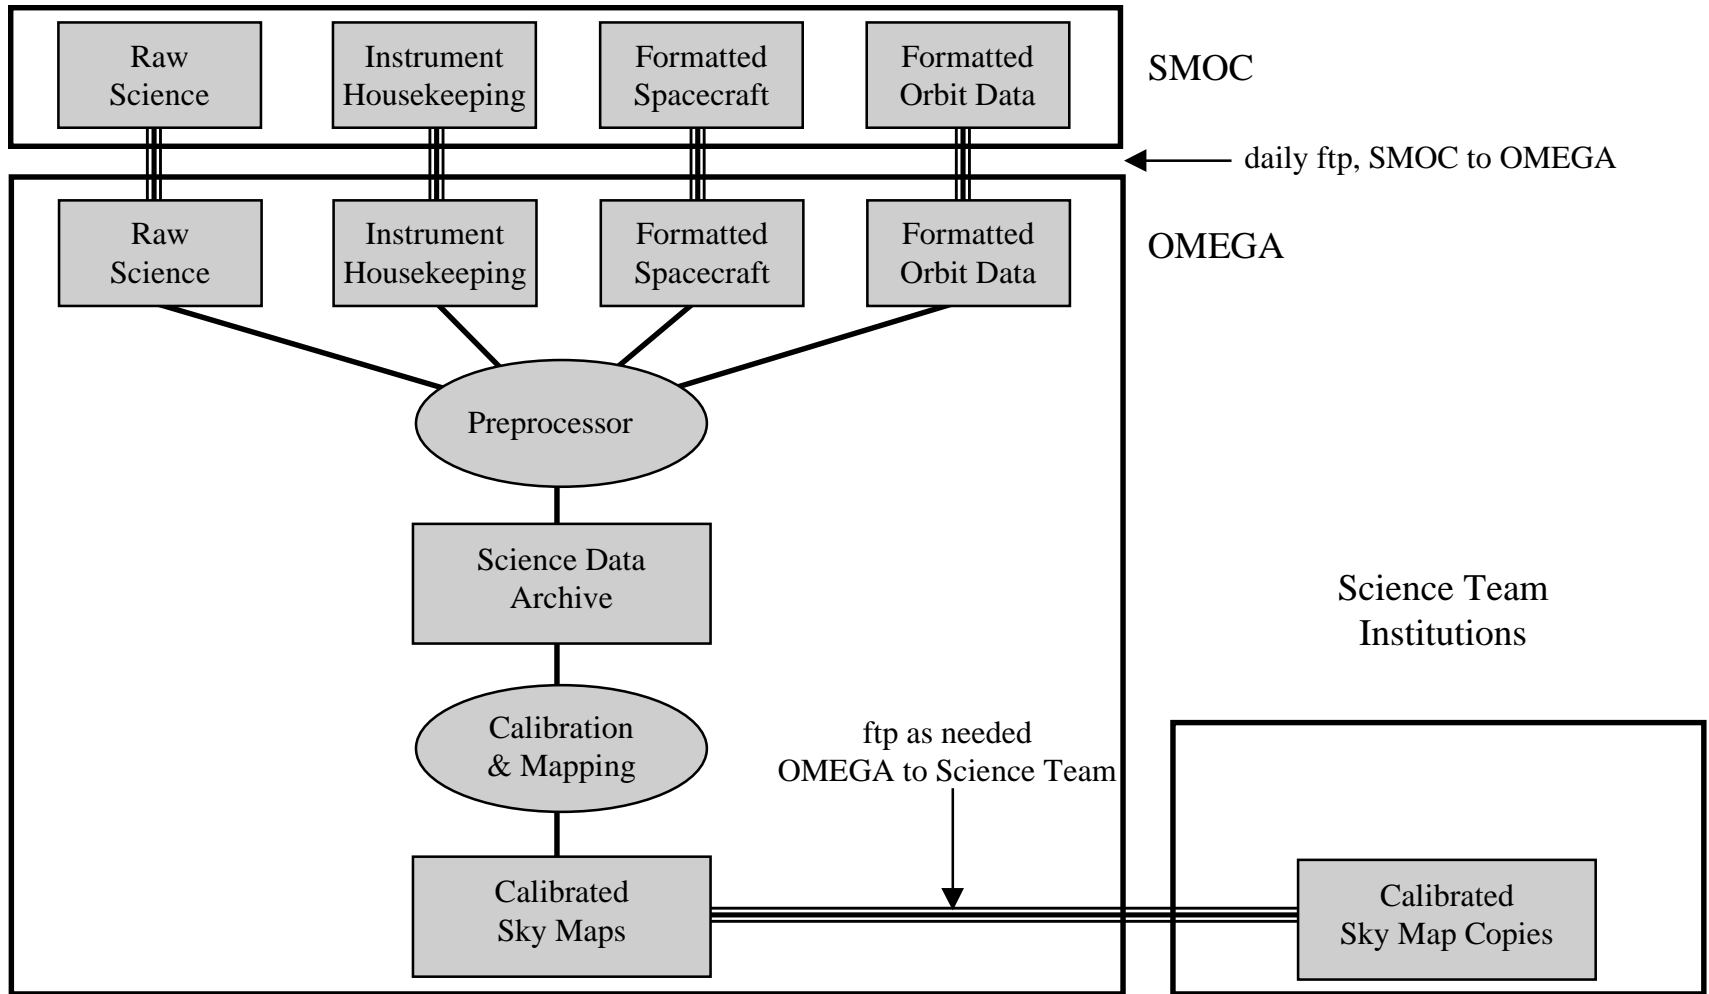 Raw
Science
Instrument
Housekeeping
Formatted
Spacecraft
Formatted
Orbit Data
SMOC
daily ftp, SMOC to OMEGA
Raw
Science
Instrument
Housekeeping
Formatted
Spacecraft
Formatted
Orbit Data
OMEGA
Preprocessor
Science Data
Archive
Science Team
Institutions
Calibration
& Mapping
ftp as needed
OMEGA to Science Team
Calibrated
Sky Maps
Calibrated
Sky Map Copies